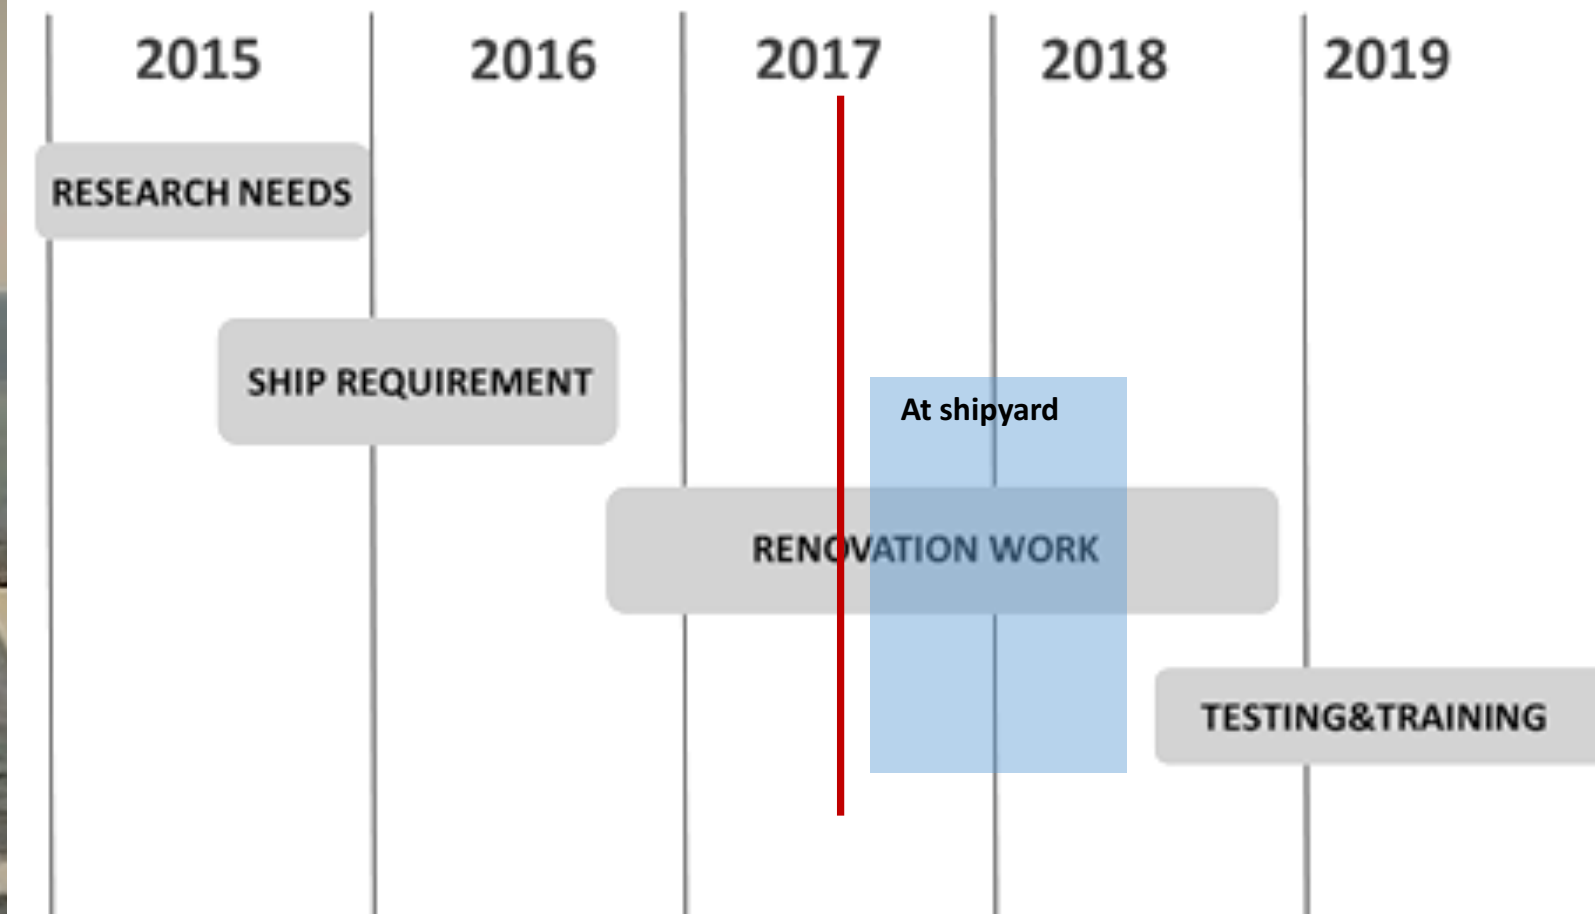 2015 2016 2017 2018 2019
RESEARCH NEEDS
SHIP REQUIREMENT
At shipyard
RENOVATION WORK
TESTING&TRAINING